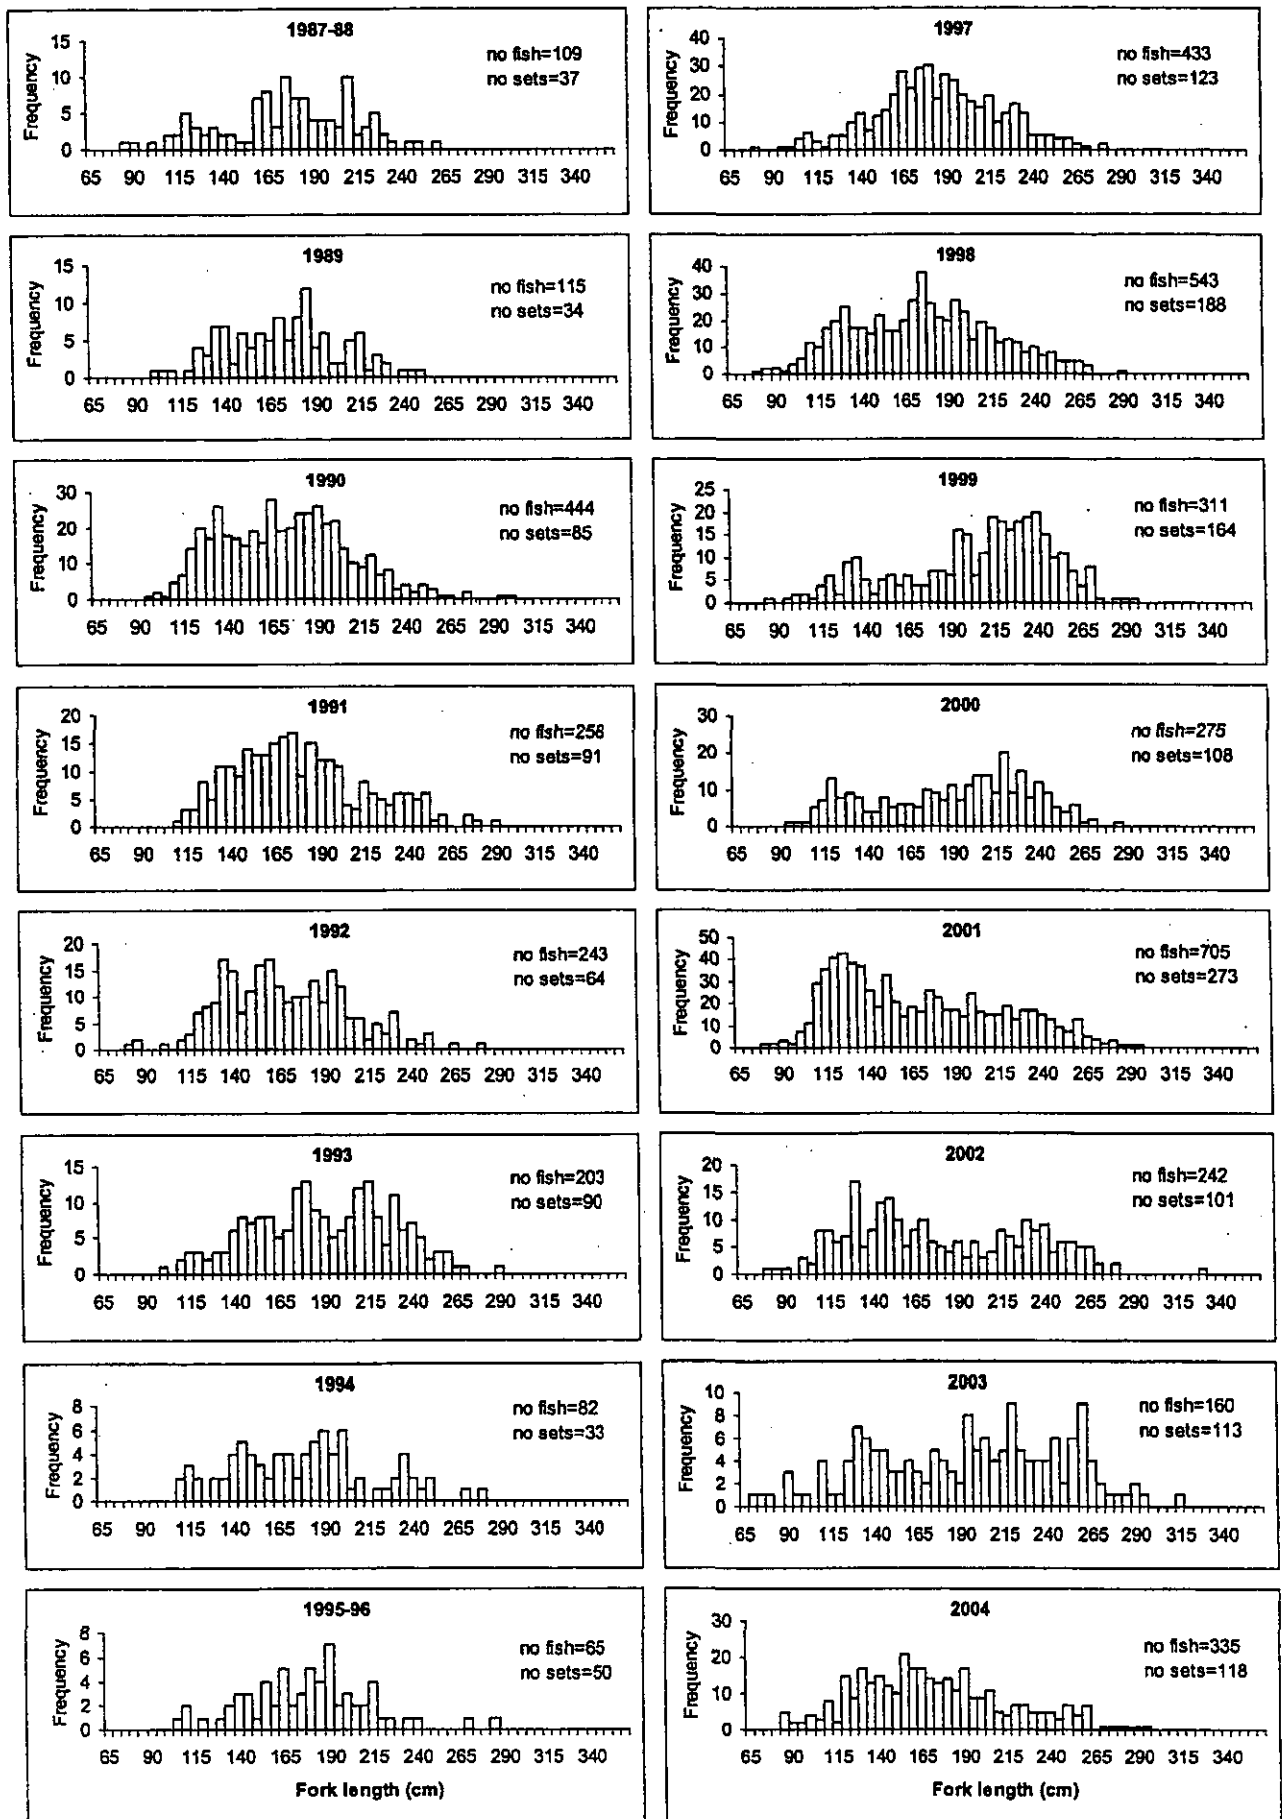 1987-88
no fish=109
no sets=37
Frequency
15
10
5
0
65 90 115 140 165 190 215 240 265 290 315 340
1989
no fish=115
no sets=34
Frequency
15
10
5
0
65 90 115 140 165 190 215 240 265 290 315 340
1990
no fish=444
no sets=85
Frequency
30
20
10
0
65 90 115 140 165 190 215 240 265 290 315 340
1991
no fish=258
no sets=91
Frequency
20
15
10
5
0
65 90 115 140 165 190 215 240 265 290 315 340
1992
no fish=243
no sets=64
Frequency
20
15
10
5
0
65 90 115 140 165 190 215 240 265 290 315 340
1993
no fish=203
no sets=90
Frequency
15
10
5
0
65 90 115 140 165 190 215 240 265 290 315 340
1994
no fish=82
no sets=33
Frequency
8
6
4
2
0
65 90 115 140 165 190 215 240 265 290 315 340
1995-96
no fish=65
no sets=50
Frequency
8
6
4
2
0
65 90 115 140 165 190 215 240 265 290 315 340
Fork length (cm)
1997
no fish=433
no sets=123
Frequency
40
30
20
10
0
65 90 115 140 165 190 215 240 265 290 315 340
1998
no fish=543
no sets=188
Frequency
40
30
20
10
0
65 90 115 140 165 190 215 240 265 290 315 340
1999
no fish=311
no sets=164
Frequency
25
20
15
10
5
0
65 90 115 140 165 190 215 240 265 290 315 340
2000
no fish=275
no sets=108
Frequency
30
20
10
0
65 90 115 140 165 190 215 240 265 290 315 340
2001
no fish=705
no sets=273
Frequency
50
40
30
20
10
0
65 90 115 140 165 190 215 240 265 290 315 340
2002
no fish=242
no sets=101
Frequency
20
15
10
5
0
65 90 115 140 165 190 215 240 265 290 315 340
2003
no fish=160
no sets=113
Frequency
10
8
6
4
2
0
65 90 115 140 165 190 215 240 265 290 315 340
2004
no fish=335
no sets=118
Frequency
30
20
10
0
65 90 115 140 165 190 215 240 265 290 315 340
Fork length (cm)